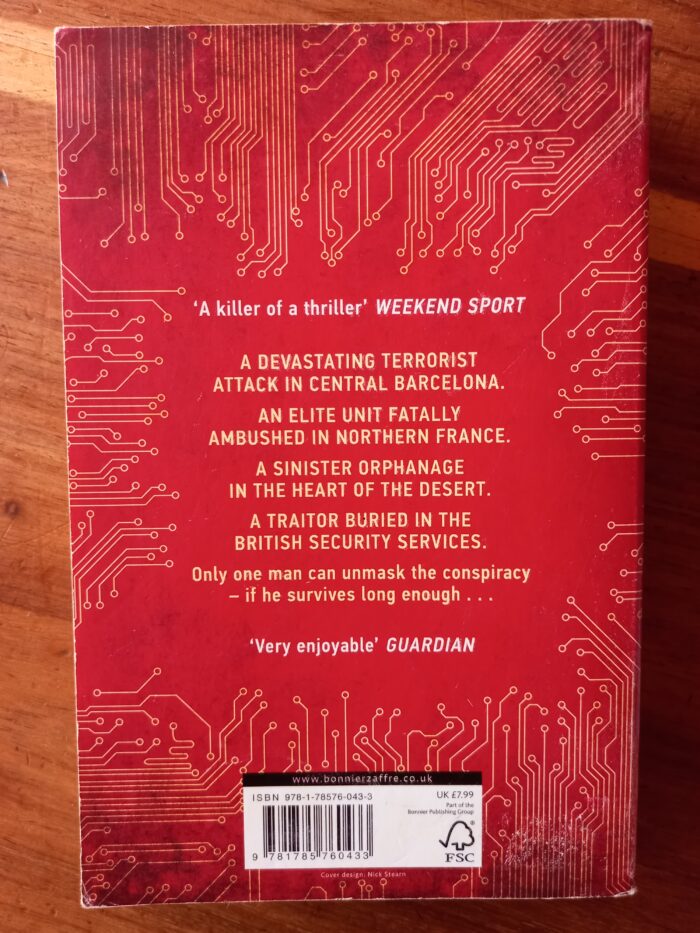 ‘A killer of a thriller’ WEEKEND SPORT
A DEVASTATING TERRORIST
ATTACK IN CENTRAL BARCELONA.
AN ELITE UNIT FATALLY
AMBUSHED IN NORTHERN FRANCE.
A SINISTER ORPHANAGE
IN THE HEART OF THE DESERT.
A TRAITOR BURIED IN THE
BRITISH SECURITY SERVICES.
Only one man can unmask the conspiracy
– if he survives long enough . . .
‘Very enjoyable’ GUARDIAN
www.bonnierzaffre.co.uk
ISBN 978-1-78576-043-3
UK £7.99
Part of the
Bonnier Publishing Group
FSC®
9 781785 760433
Cover design: Nick Stearn